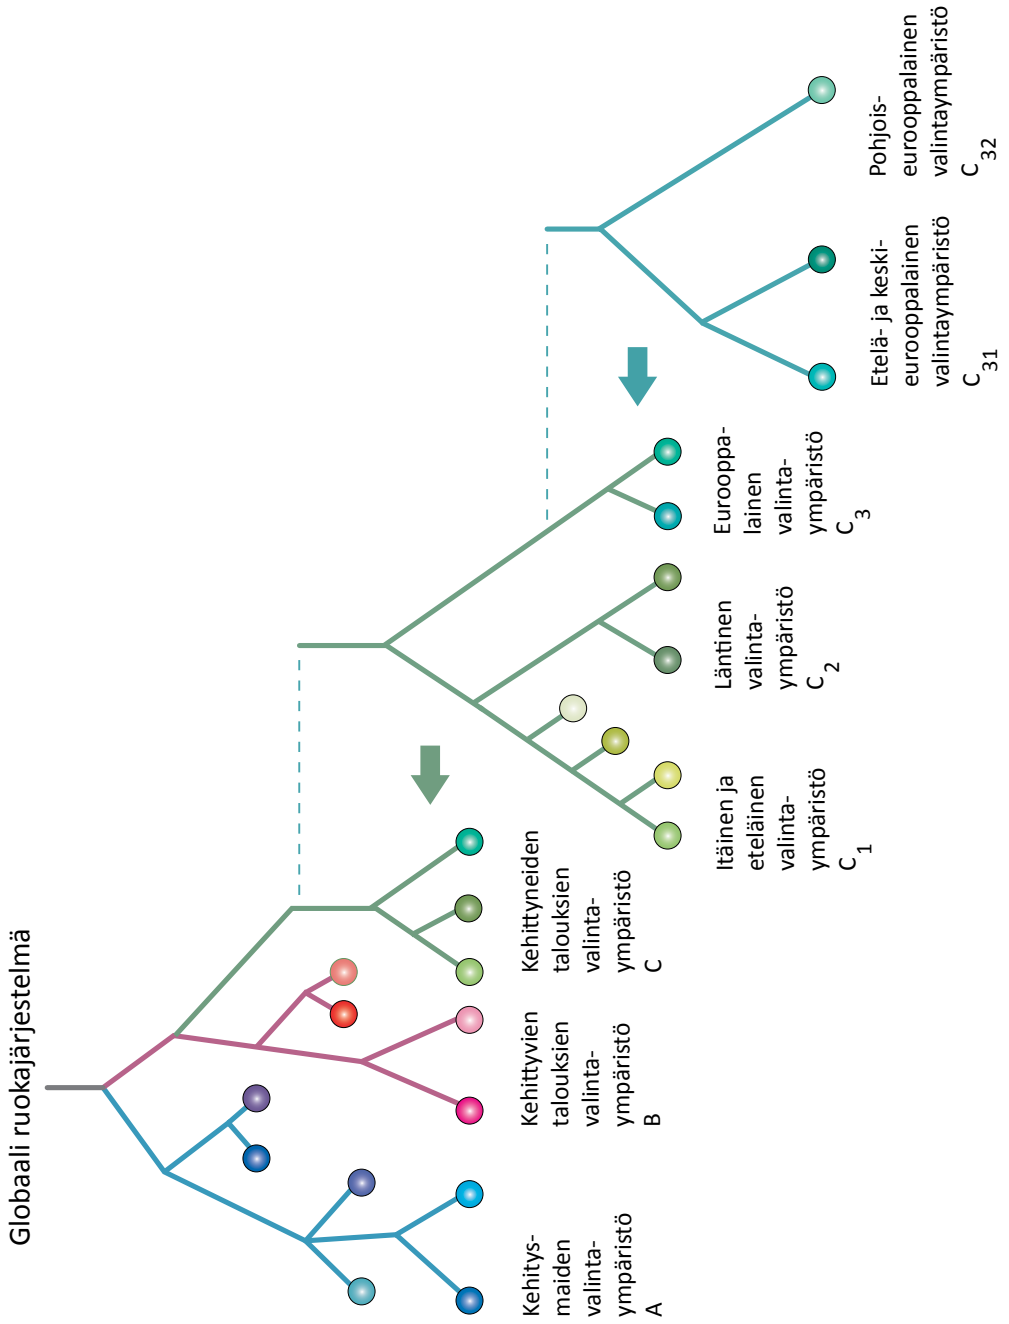 Globaali ruokajärjestelmä
Kehitys-
maiden
valinta-
ympäristö
A
Kehittyvien
talouksien
valinta-
ympäristö
B
Kehittyneiden
talouksien
valinta-
ympäristö
C
Itäinen ja
eteläinen
valinta-
ympäristö
C1
Läntinen
valinta-
ympäristö
C2
Eurooppa-
lainen
valinta-
ympäristö
C3
Etelä- ja keski-
eurooppalainen
valintaympäristö
C31
Pohjois-
eurooppalainen
valintaympäristö
C32